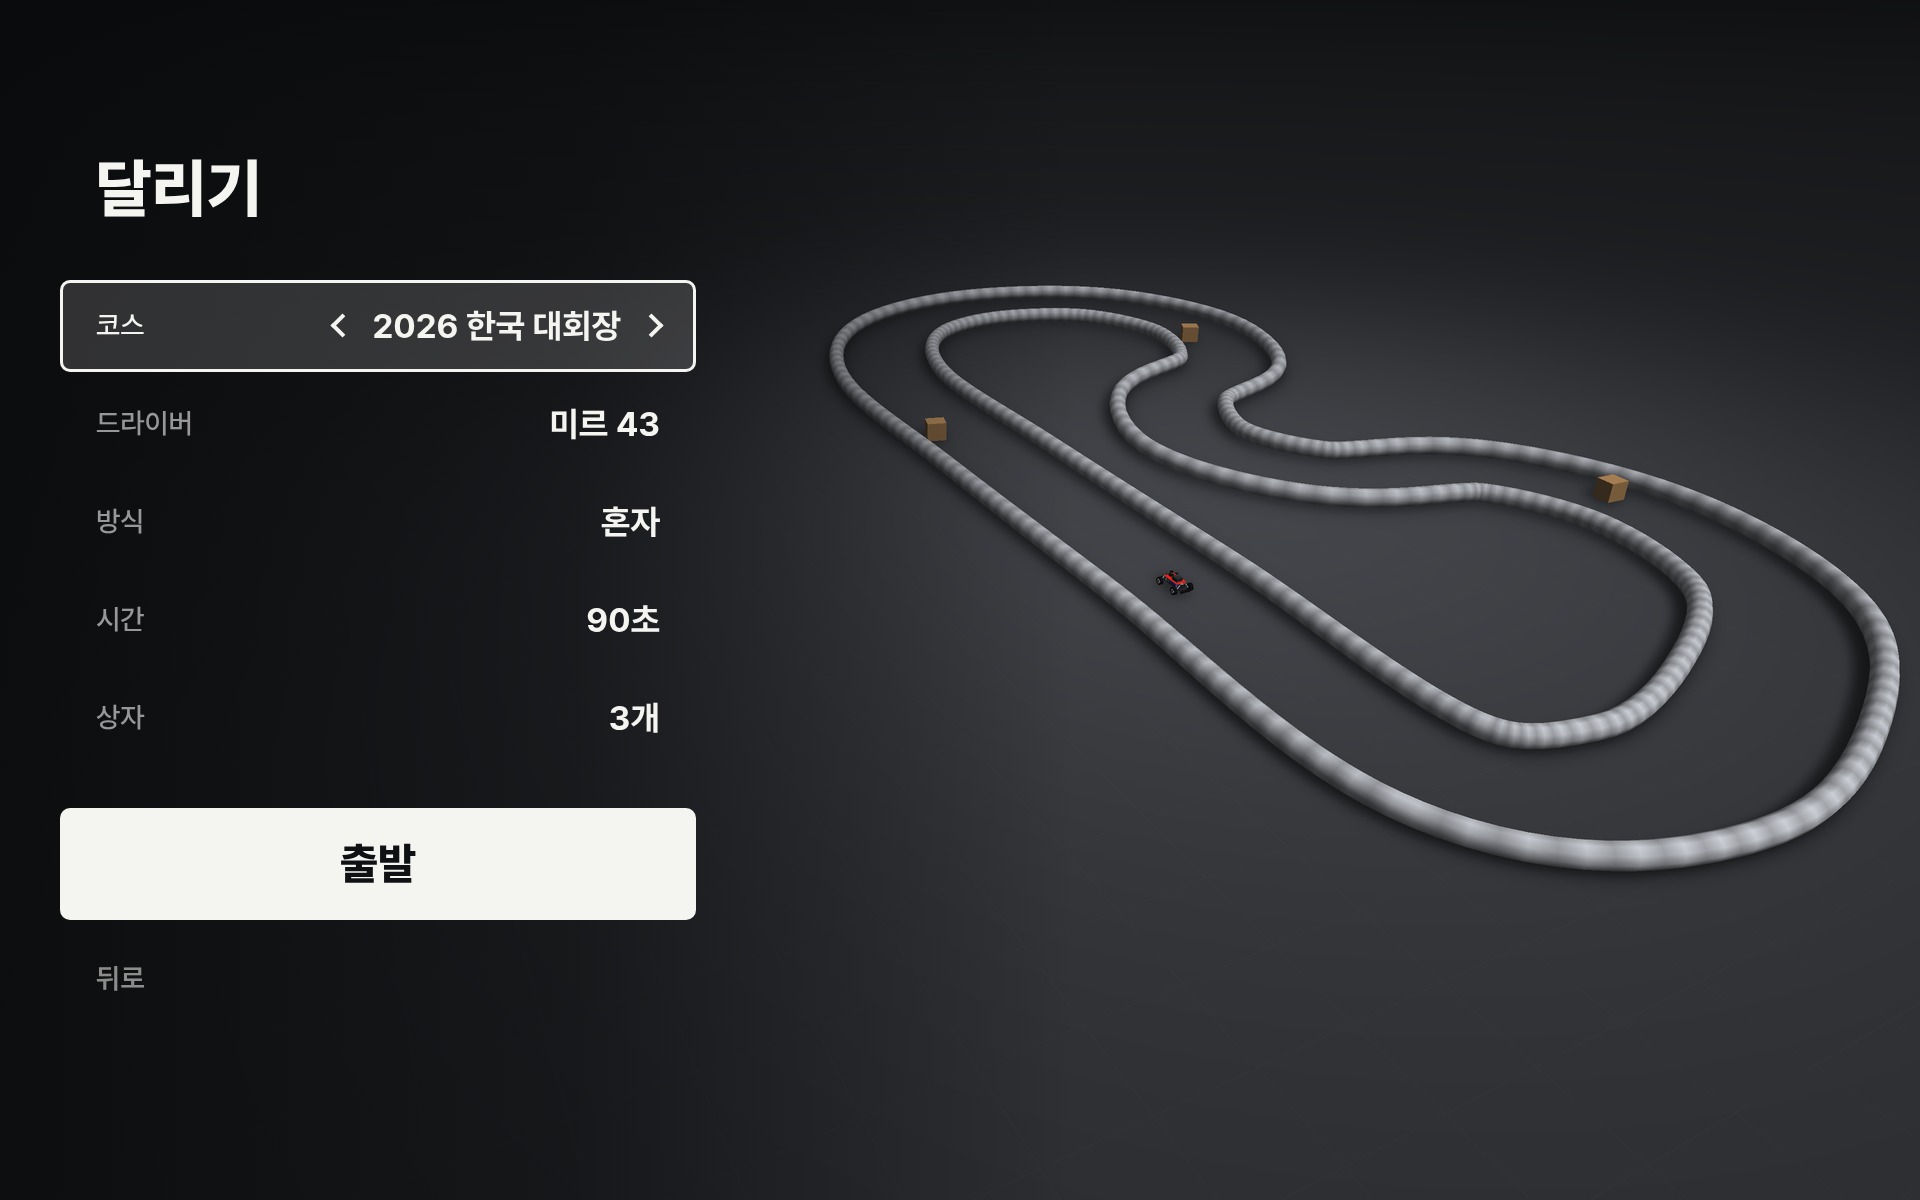 달리기
코스 2026 한국 대회장
드라이버 미르 43
방식 혼자
시간 90초
상자 3개
출발
뒤로